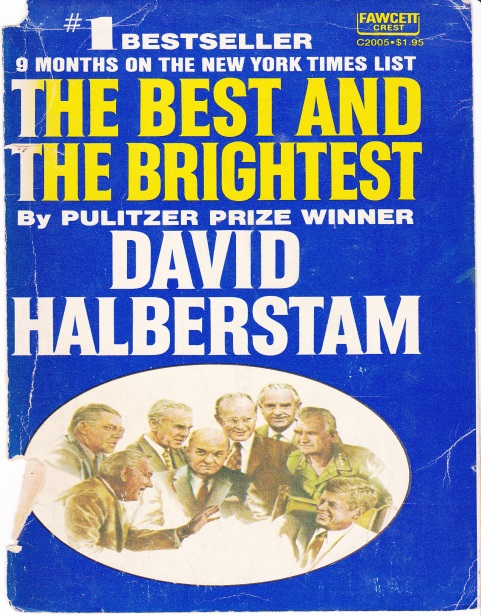 #1 BESTSELLER
FAWCETT
CREST
C2005•$1.95
9 MONTHS ON THE NEW YORK TIMES LIST
THE BEST AND
THE BRIGHTEST
By PULITZER PRIZE WINNER
DAVID
HALBERSTAM